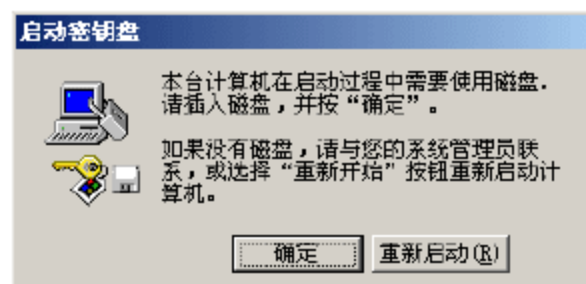 启动密钥盘
本台计算机在启动过程中需要使用磁盘.
请插入磁盘，并按“确定”。
如果没有磁盘，请与您的系统管理员联
系，或选择“重新开始”按钮重新启动计
算机。
确定
重新启动(R)